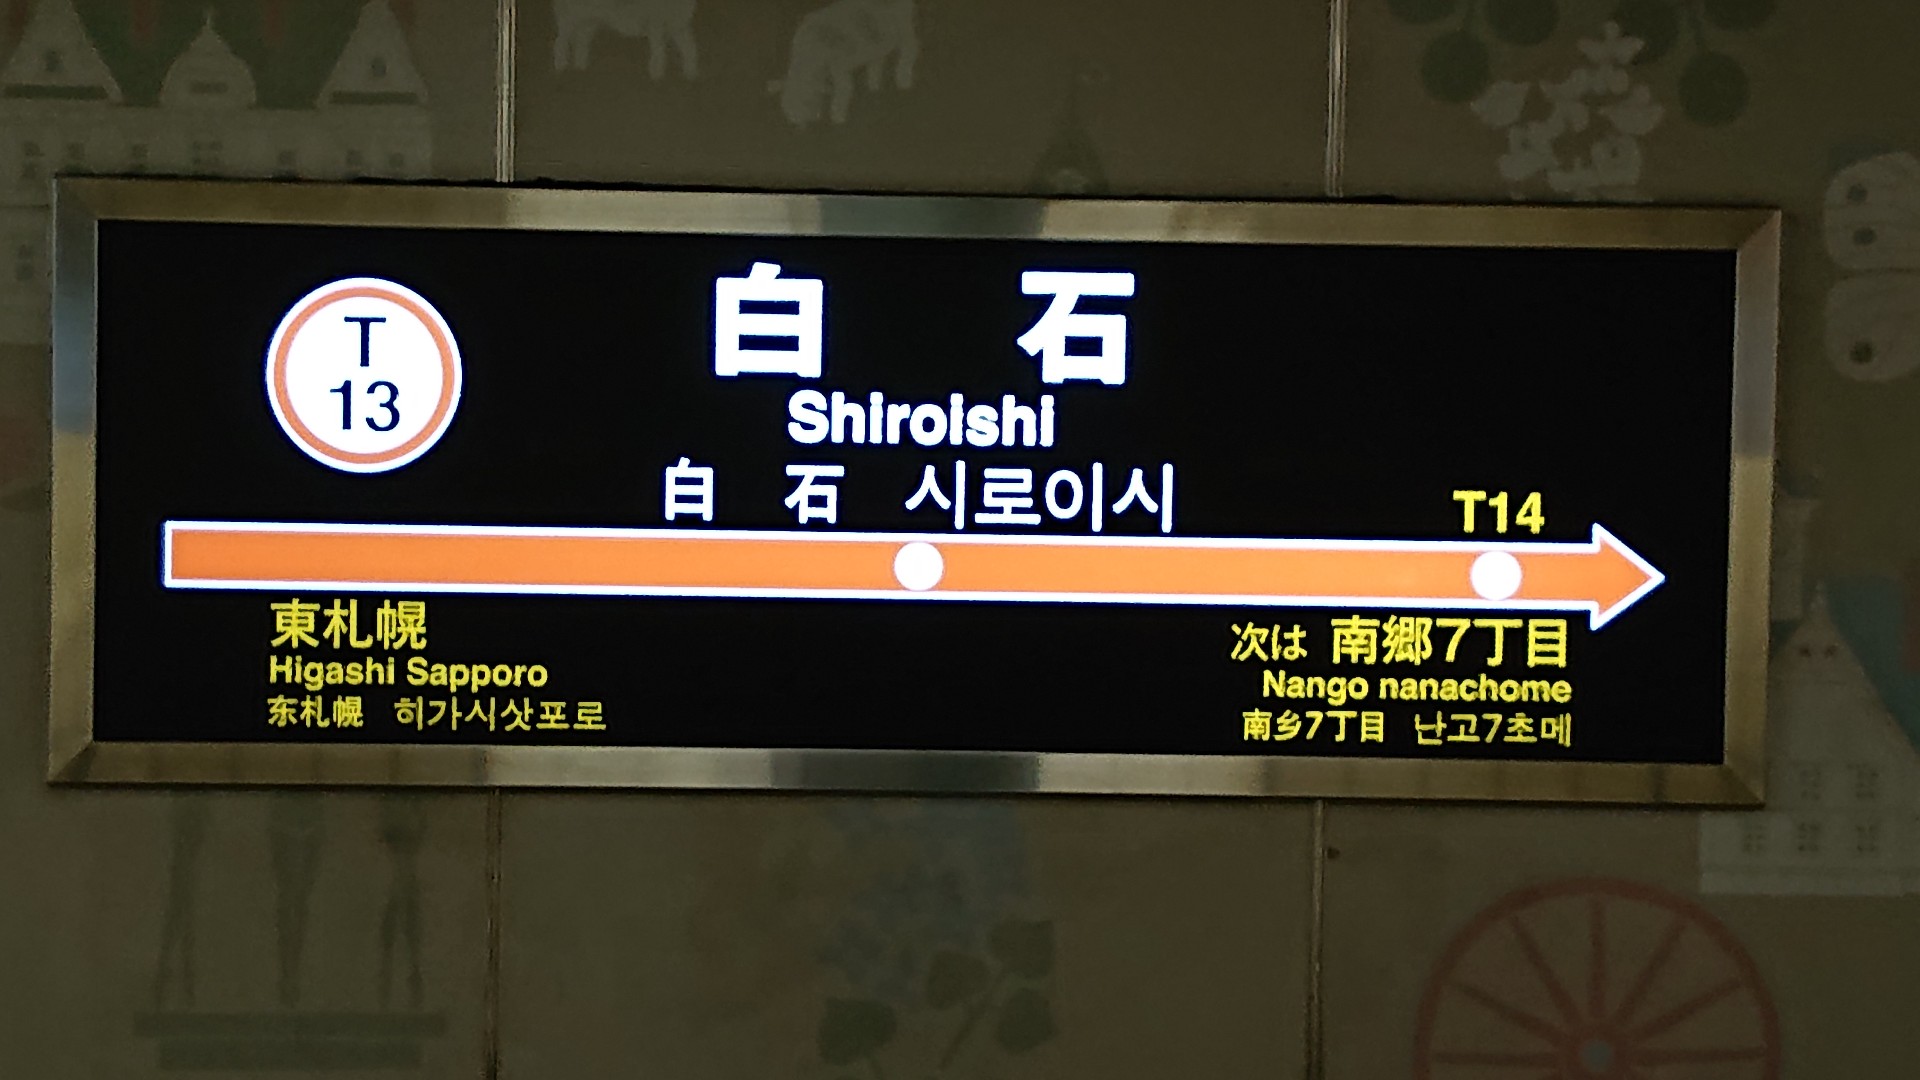 T
13
白 石
Shiroishi
白 石 시로이시
T14
東札幌
Higashi Sapporo
东札幌 히가시삿포로
次は 南郷7丁目
Nango nanachome
南乡7丁目 난고7초메